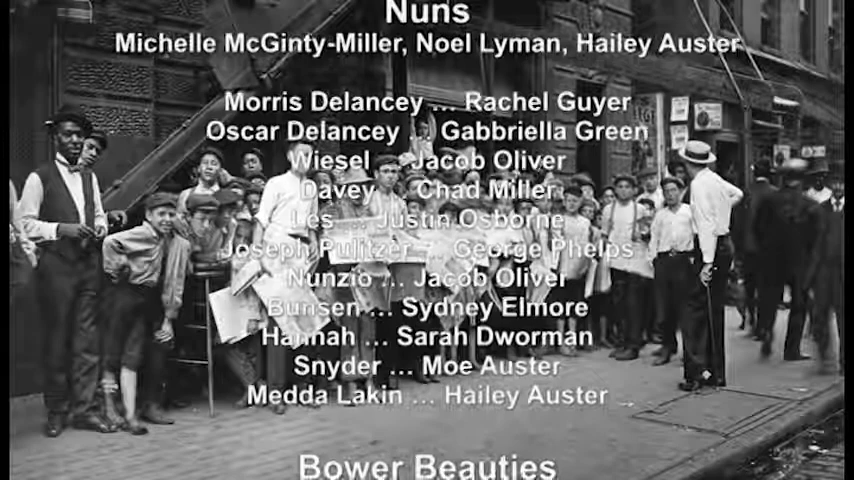 Nuns
Michelle McGinty-Miller, Noel Lyman, Hailey Auster
Morris Delancey ... Rachel Guyer
Oscar Delancey ... Gabbriella Green
Wiesel ... Jacob Oliver
Davey ... Chad Miller
Les ... Justin Osborne
Joseph Pulitzer ... George Phelps
Nunzio ... Jacob Oliver
Bunsen ... Sydney Elmore
Hannah ... Sarah Dworman
Snyder ... Moe Auster
Medda Lakin ... Hailey Auster
Bower Beauties